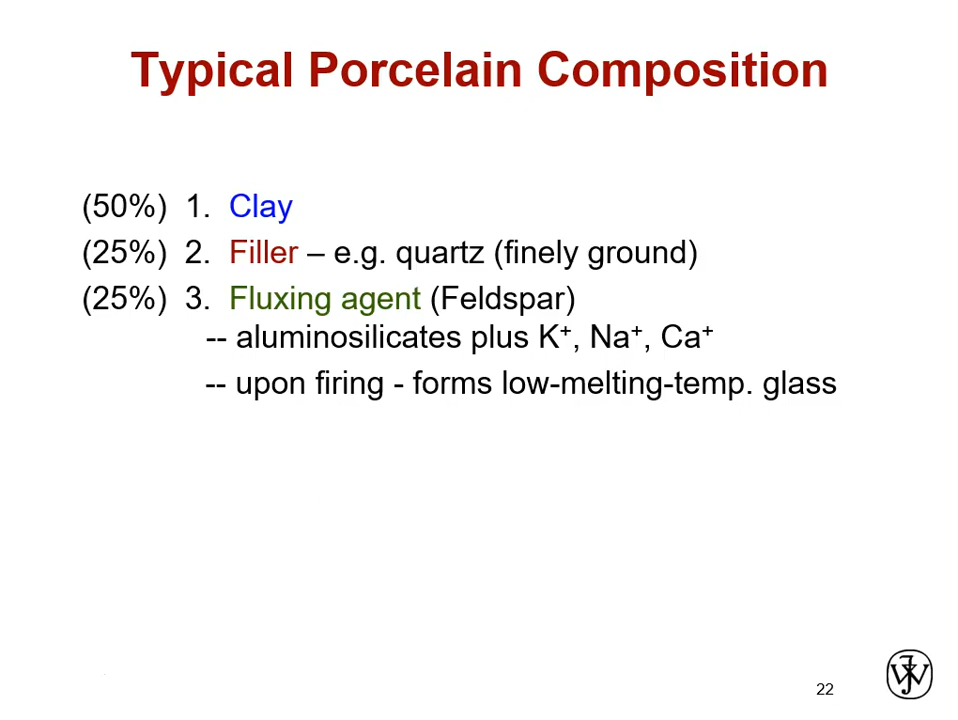 Typical Porcelain Composition
(50%) 1. Clay
(25%) 2. Filler – e.g. quartz (finely ground)
(25%) 3. Fluxing agent (Feldspar)
-- aluminosilicates plus K⁺, Na⁺, Ca⁺
-- upon firing - forms low-melting-temp. glass
22